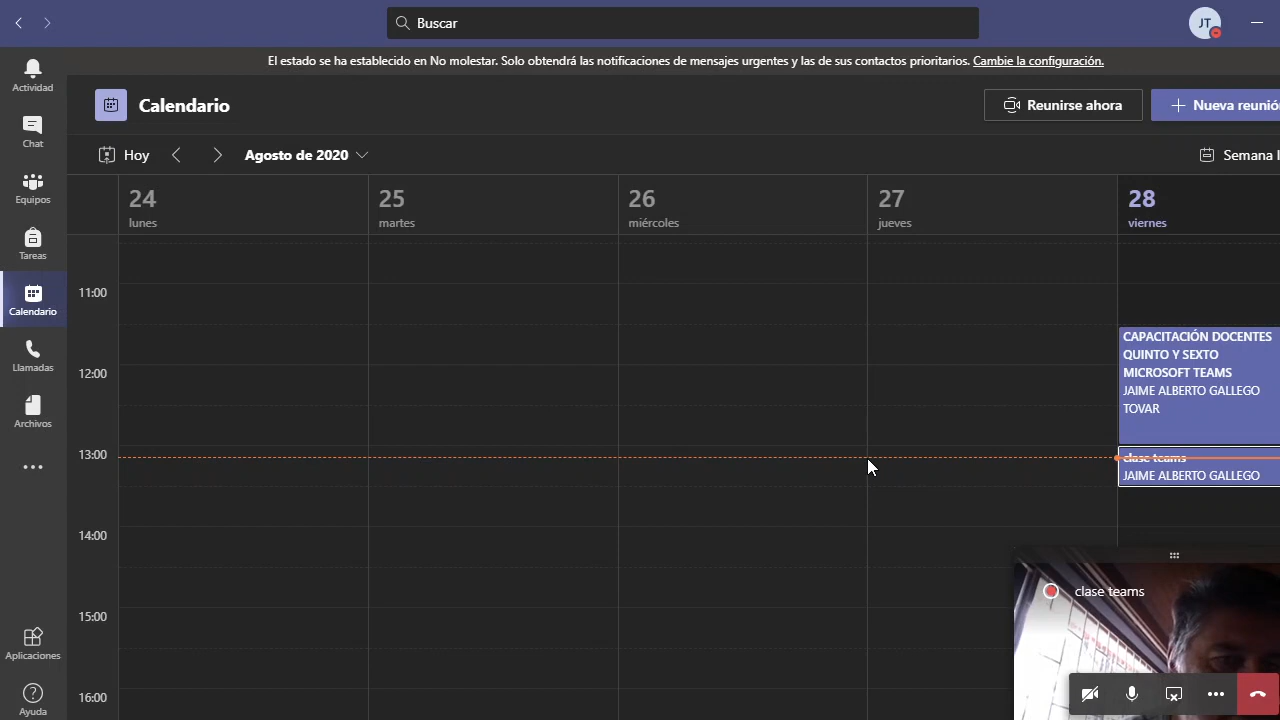 Buscar
JT
El estado se ha establecido en No molestar. Solo obtendrá las notificaciones de mensajes urgentes y las de sus contactos prioritarios. Cambie la configuración.
Actividad
Chat
Equipos
Tareas
Calendario
Llamadas
Archivos
Aplicaciones
Ayuda
Calendario
Reunirse ahora
Nueva reunión
Hoy
Agosto de 2020
Semana l
24
lunes
25
martes
26
miércoles
27
jueves
28
viernes
11:00
12:00
13:00
14:00
15:00
16:00
CAPACITACIÓN DOCENTES
QUINTO Y SEXTO
MICROSOFT TEAMS
JAIME ALBERTO GALLEGO
TOVAR
clase teams
JAIME ALBERTO GALLEGO
clase teams